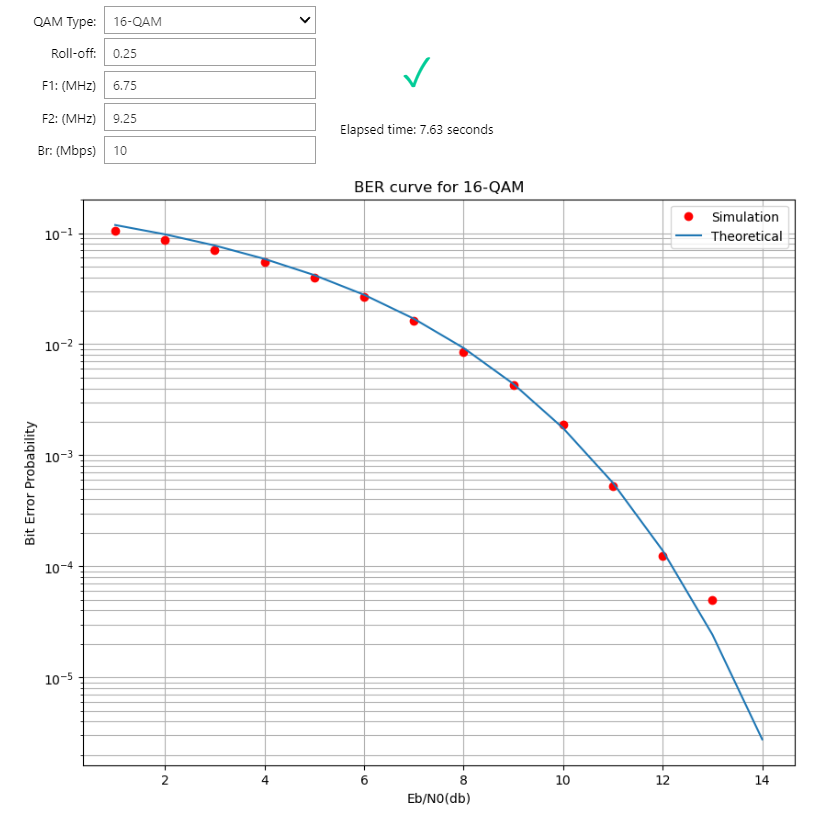 QAM Type: 16-QAM
Roll-off: 0.25
F1: (MHz) 6.75
F2: (MHz) 9.25
Br: (Mbps) 10
Elapsed time: 7.63 seconds
BER curve for 16-QAM
Simulation
Theoretical
10⁻¹
10⁻²
10⁻³
10⁻⁴
10⁻⁵
Bit Error Probability
2 4 6 8 10 12 14
Eb/N0(db)